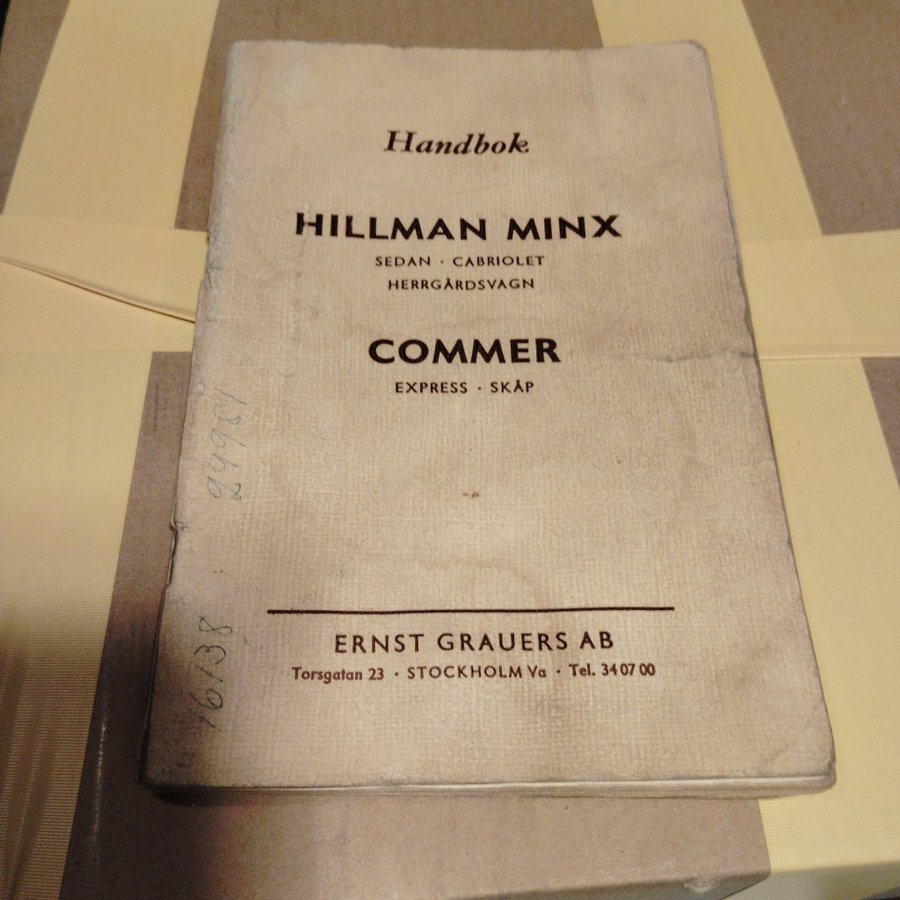 Handbok
HILLMAN MINX
SEDAN · CABRIOLET
HERRGÅRDSVAGN
COMMER
EXPRESS · SKÅP
ERNST GRAUERS AB
Torsgatan 23 · STOCKHOLM Va · Tel. 34 07 00
16138